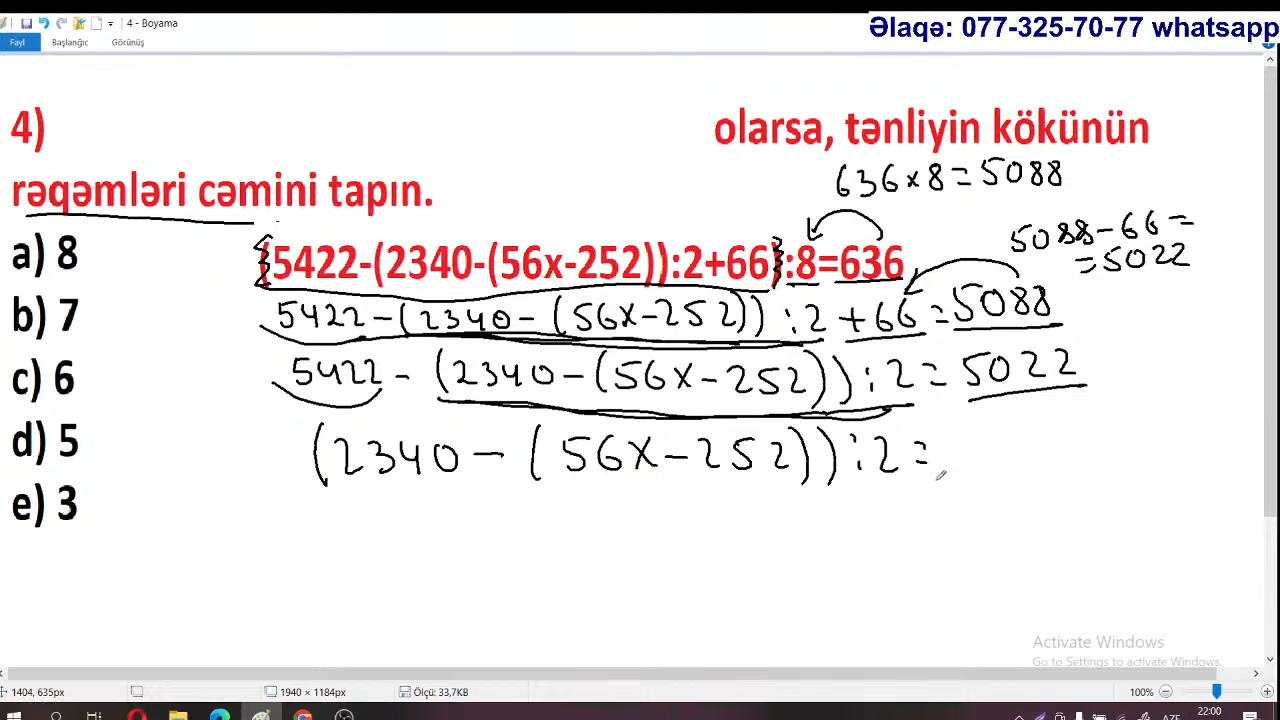 4 - Boyama
Əlaqə: 077-325-70-77 whatsapp
Fayl Başlanğıc Görünüş
4) olarsa, tənliyin kökünün
636×8=5088
rəqəmləri cəmini tapın.
5088-66=
=5022
a) 8
(5422-(2340-(56x-252)):2+66):8=636
b) 7
5422-(2340-(56x-252)):2+66=5088
c) 6
5422-(2340-(56x-252)):2=5022
d) 5
(2340-(56x-252)):2=
e) 3
Activate Windows
Go to Settings to activate Windows.
1404, 635px 1940 × 1184px Ölçü: 33,7KB 100%
AZE 22:00